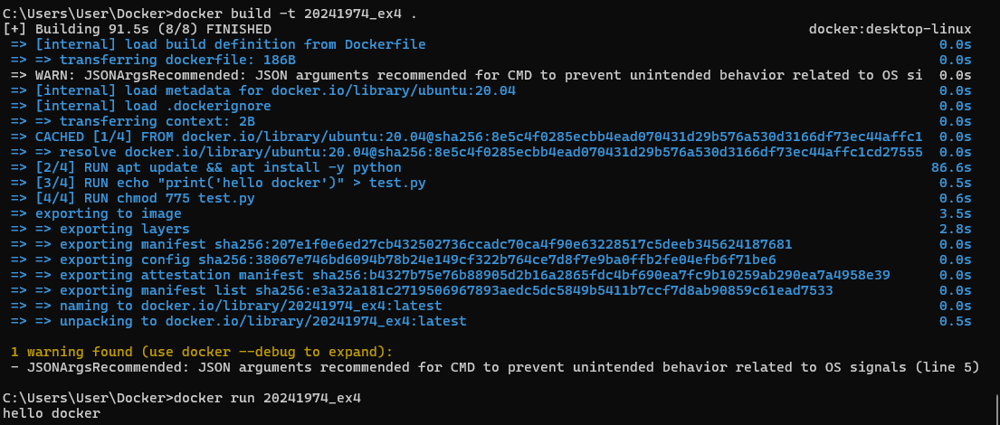 C:\Users\User\Docker>docker build -t 20241974_ex4 .
[+] Building 91.5s (8/8) FINISHED docker:desktop-linux
=> [internal] load build definition from Dockerfile 0.0s
=> => transferring dockerfile: 186B 0.0s
=> WARN: JSONArgsRecommended: JSON arguments recommended for CMD to prevent unintended behavior related to OS si 0.0s
=> [internal] load metadata for docker.io/library/ubuntu:20.04 0.0s
=> [internal] load .dockerignore 0.0s
=> => transferring context: 2B 0.0s
=> CACHED [1/4] FROM docker.io/library/ubuntu:20.04@sha256:8e5c4f0285ecbb4ead070431d29b576a530d3166df73ec44affc1 0.0s
=> => resolve docker.io/library/ubuntu:20.04@sha256:8e5c4f0285ecbb4ead070431d29b576a530d3166df73ec44affc1cd27555 0.0s
=> [2/4] RUN apt update && apt install -y python 86.6s
=> [3/4] RUN echo "print('hello docker')" > test.py 0.5s
=> [4/4] RUN chmod 775 test.py 0.6s
=> exporting to image 3.5s
=> => exporting layers 2.8s
=> => exporting manifest sha256:207e1f0e6ed27cb432502736ccadc70ca4f90e63228517c5deeb345624187681 0.0s
=> => exporting config sha256:38067e746bd6094b78b24e149cf322b764ce7d8f7e9ba0ffb2fe04efb6f71be6 0.0s
=> => exporting attestation manifest sha256:b4327b75e76b88905d2b16a2865fdc4bf690ea7fc9b10259ab290ea7a4958e39 0.0s
=> => exporting manifest list sha256:e3a32a181c2719506967893aedc5dc5849b5411b7ccf7d8ab90859c61ead7533 0.0s
=> => naming to docker.io/library/20241974_ex4:latest 0.0s
=> => unpacking to docker.io/library/20241974_ex4:latest 0.5s
1 warning found (use docker --debug to expand):
- JSONArgsRecommended: JSON arguments recommended for CMD to prevent unintended behavior related to OS signals (line 5)
C:\Users\User\Docker>docker run 20241974_ex4
hello docker